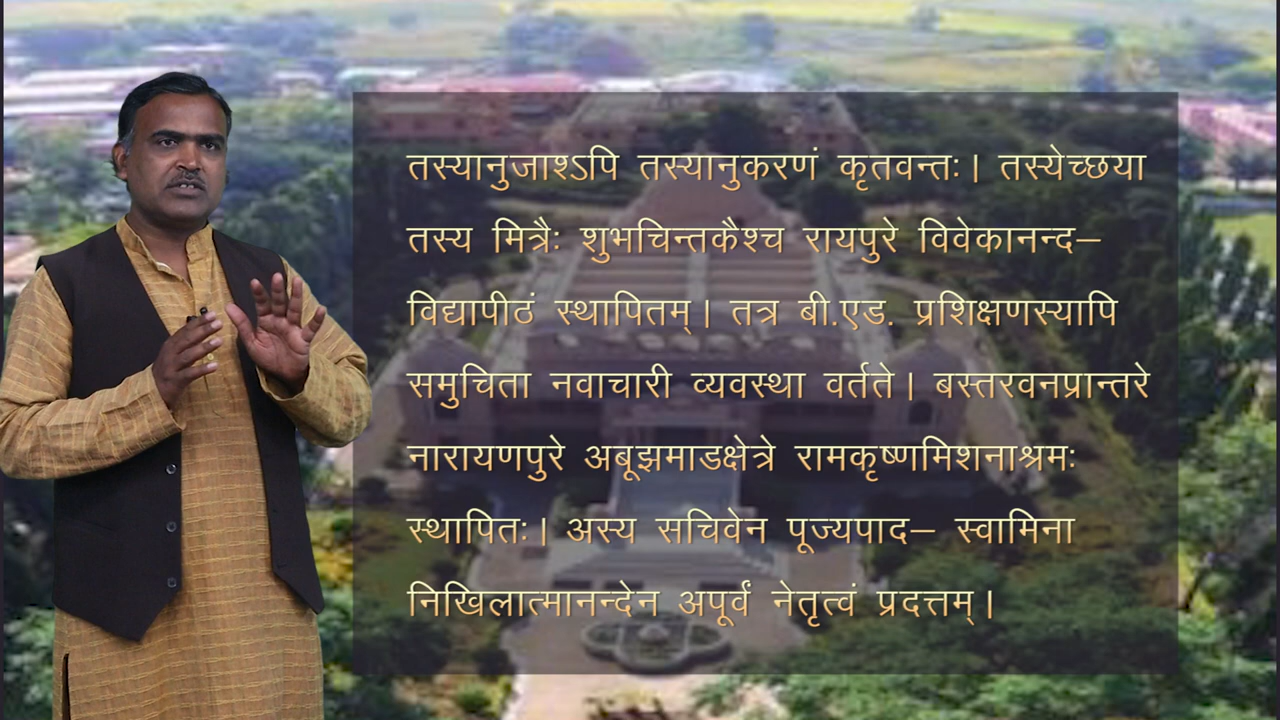 तस्यानुजाश्ऽपि तस्यानुकरणं कृतवन्तः। तस्येच्छया
तस्य मित्रैः शुभचिन्तकैश्च रायपुरे विवेकानन्द–
विद्यापीठं स्थापितम्। तत्र बी.एड. प्रशिक्षणस्यापि
समुचिता नवाचारी व्यवस्था वर्तते। बस्तरवनप्रान्तरे
नारायणपुरे अबूझमाडक्षेत्रे रामकृष्णमिशनाश्रमः
स्थापितः। अस्य सचिवेन पूज्यपाद– स्वामिना
निखिलात्मानन्देन अपूर्वं नेतृत्वं प्रदत्तम्।